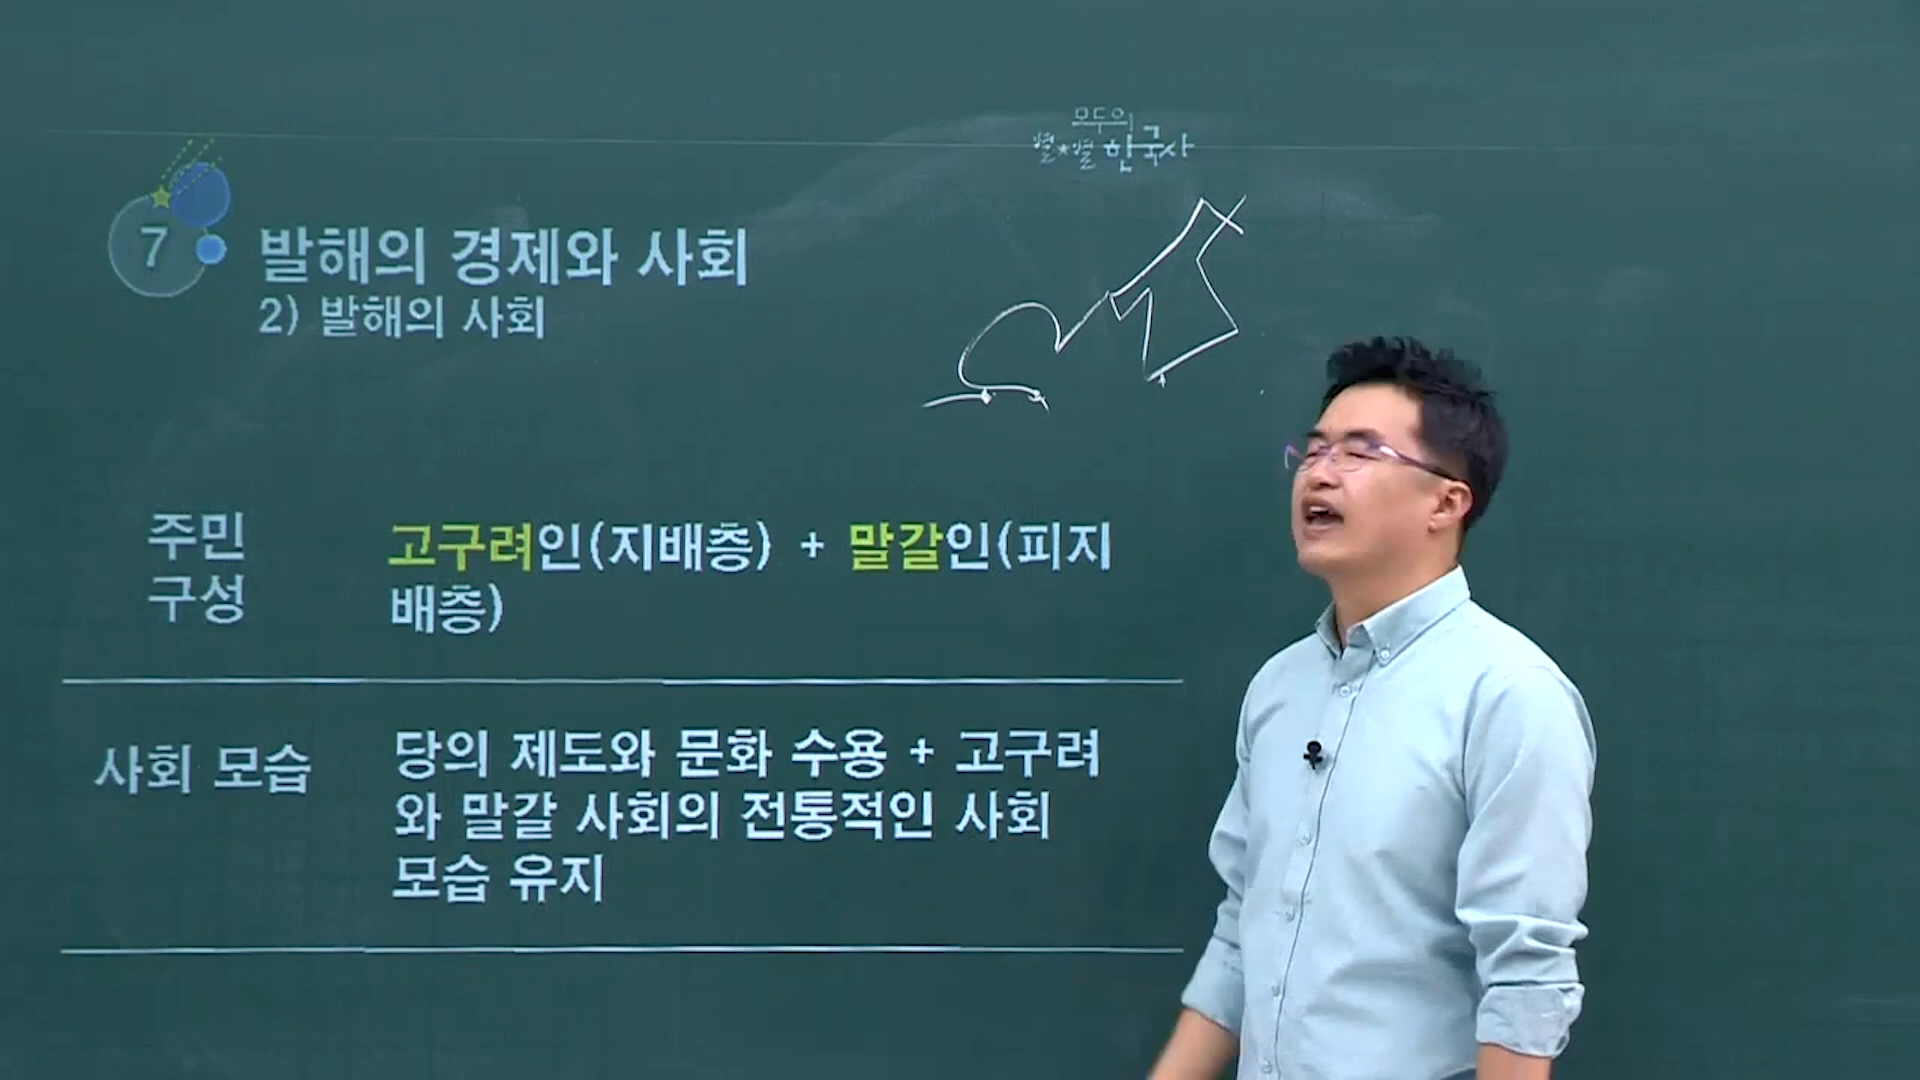 모두의
별★별 한국사
7
발해의 경제와 사회
2) 발해의 사회
주민
구성
고구려인(지배층) + 말갈인(피지
배층)
사회 모습
당의 제도와 문화 수용 + 고구려
와 말갈 사회의 전통적인 사회
모습 유지